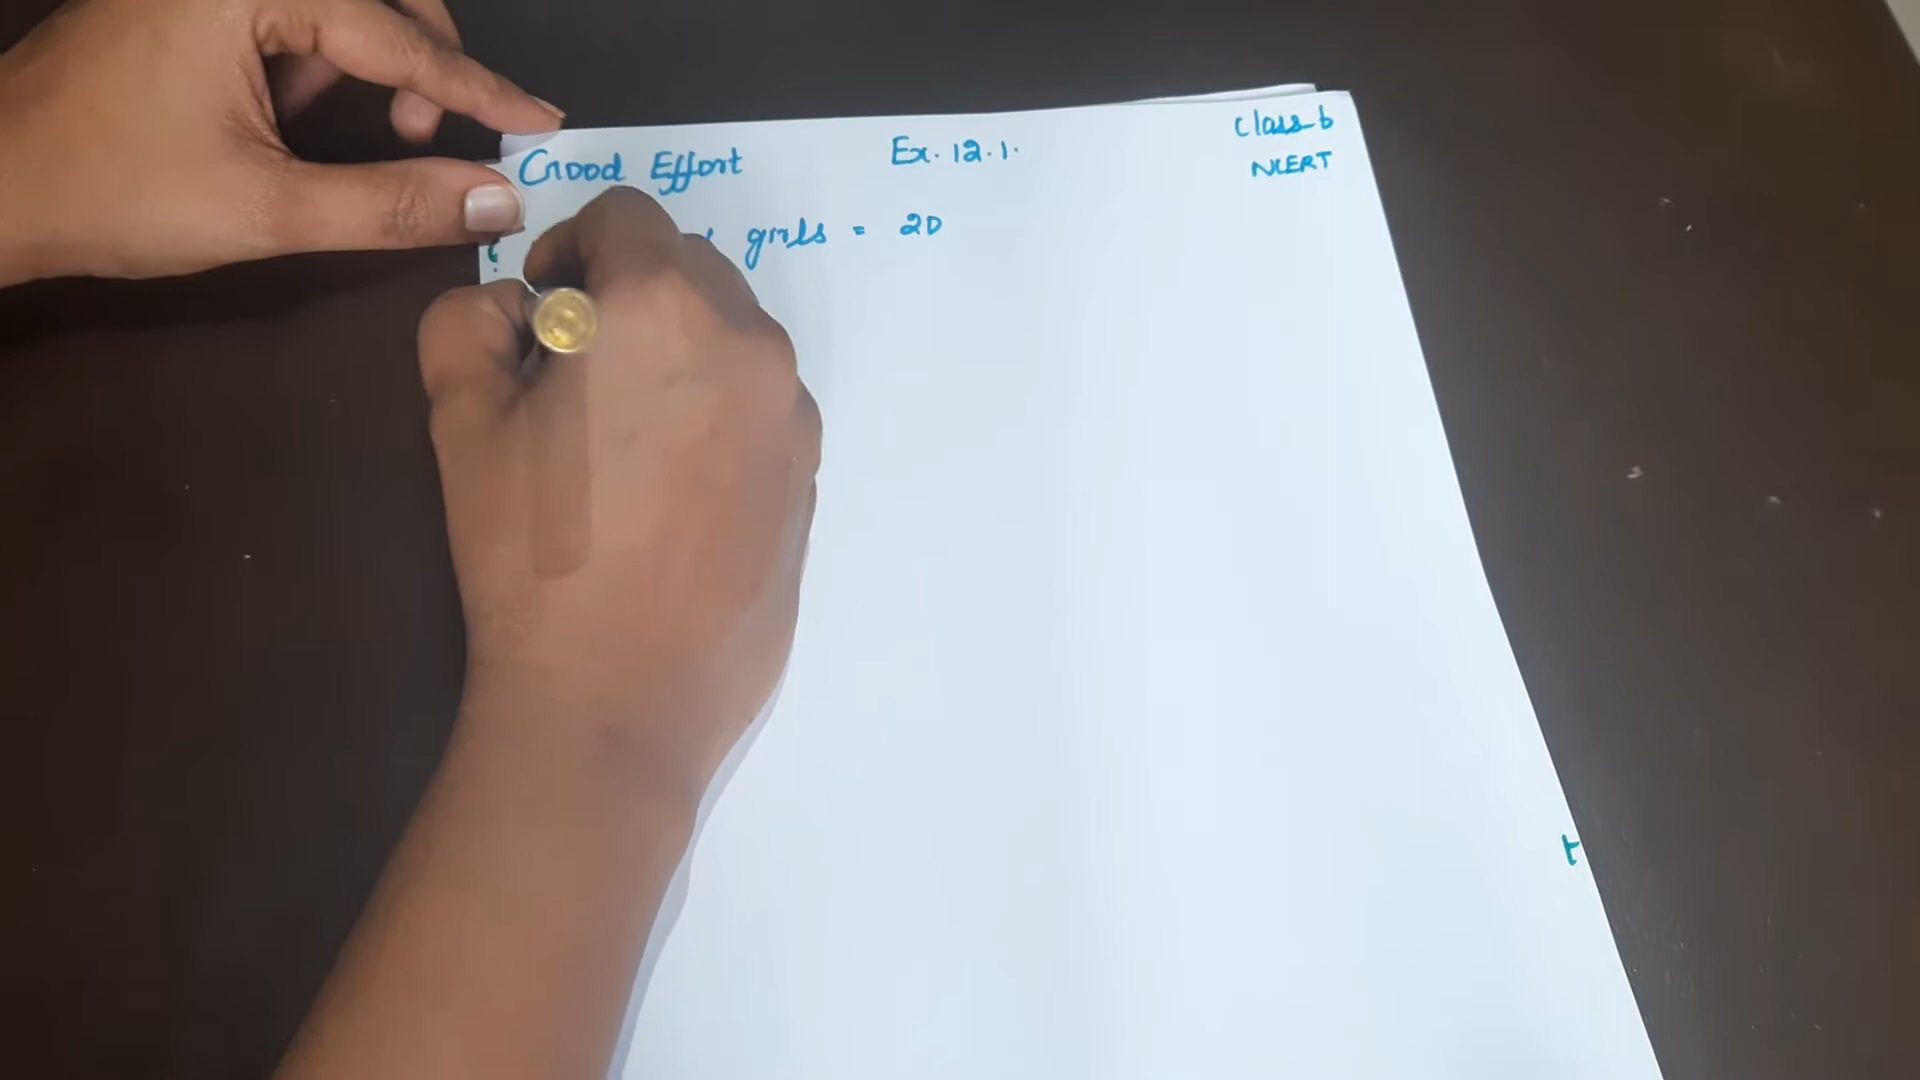 Good Effort Ex. 12.1. Class-6
NCERT
girls = 20
t